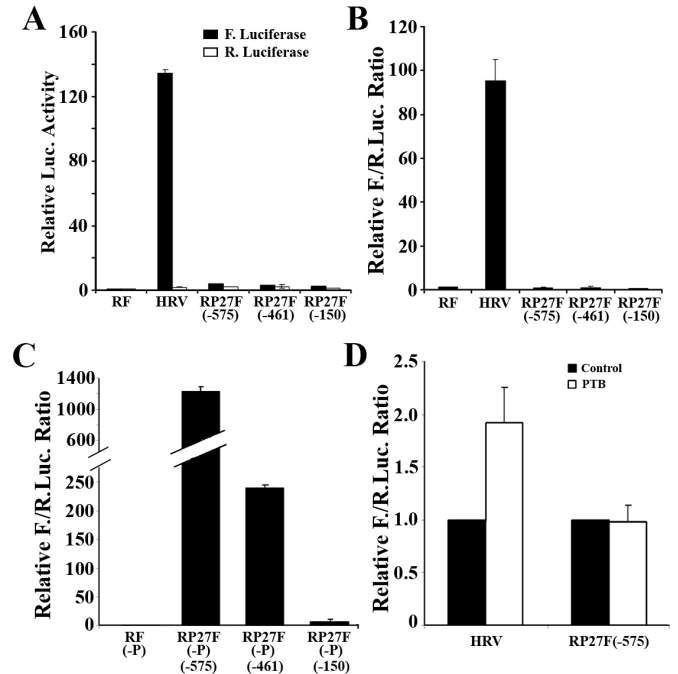 A
160
120
80
40
0
Relative Luc. Activity
F. Luciferase
R. Luciferase
RF HRV RP27F RP27F RP27F
(-575) (-461) (-150)
B
120
100
80
60
40
20
0
Relative F./R.Luc. Ratio
RF HRV RP27F RP27F RP27F
(-575) (-461) (-150)
C
1400
1000
600
250
200
150
100
50
0
Relative F./R.Luc. Ratio
RF RP27F RP27F RP27F
(-P) (-P) (-P) (-P)
(-575) (-461) (-150)
D
2.5
2.0
1.5
1.0
0.5
0
Relative F./R.Luc. Ratio
Control
PTB
HRV RP27F(-575)